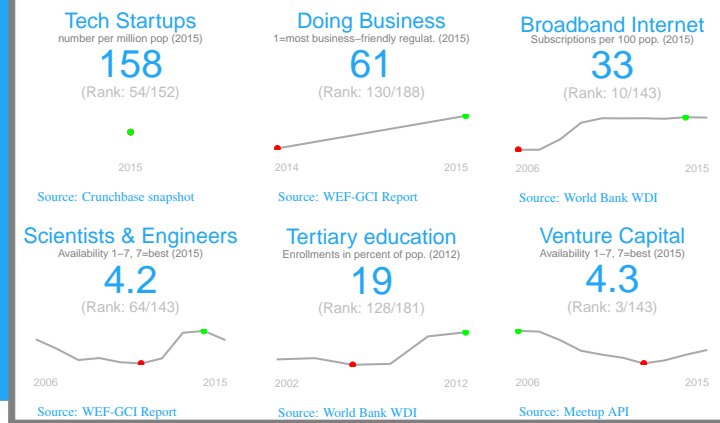 Tech Startups
number per million pop (2015)
158
(Rank: 54/152)
2015
Source: Crunchbase snapshot
Doing Business
1=most business−friendly regulat. (2015)
61
(Rank: 130/188)
2014 2015
Source: WEF-GCI Report
Broadband Internet
Subscriptions per 100 pop. (2015)
33
(Rank: 10/143)
2006 2015
Source: World Bank WDI
Scientists & Engineers
Availability 1−7, 7=best (2015)
4.2
(Rank: 64/143)
2006 2015
Source: WEF-GCI Report
Tertiary education
Enrollments in percent of pop. (2012)
19
(Rank: 128/181)
2002 2012
Source: World Bank WDI
Venture Capital
Availability 1−7, 7=best (2015)
4.3
(Rank: 3/143)
2006 2015
Source: Meetup API